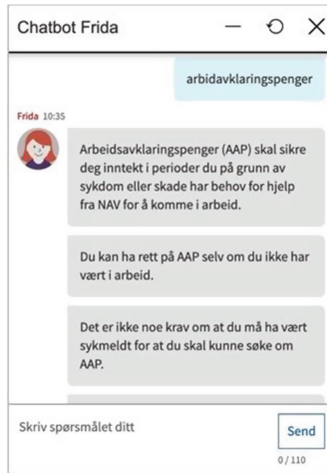 Chatbot Frida
arbidavklaringspenger
Frida 10:35
Arbeidsavklaringspenger (AAP) skal sikre
deg inntekt i perioder du på grunn av
sykdom eller skade har behov for hjelp
fra NAV for å komme i arbeid.
Du kan ha rett på AAP selv om du ikke har
vært i arbeid.
Det er ikke noe krav om at du må ha vært
sykmeldt for at du skal kunne søke om
AAP.
Skriv spørsmålet ditt
Send
0 / 110